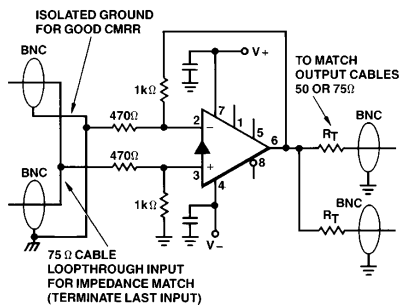 ISOLATED GROUND
FOR GOOD CMRR
BNC
V+
1kΩ
TO MATCH
OUTPUT CABLES
50 OR 75Ω
BNC
470Ω
2
−
7
1
5
6
RT
470Ω
3
+
8
4
BNC
1kΩ
BNC
RT
75 Ω CABLE
LOOPTHROUGH INPUT
FOR IMPEDANCE MATCH
(TERMINATE LAST INPUT)
V−